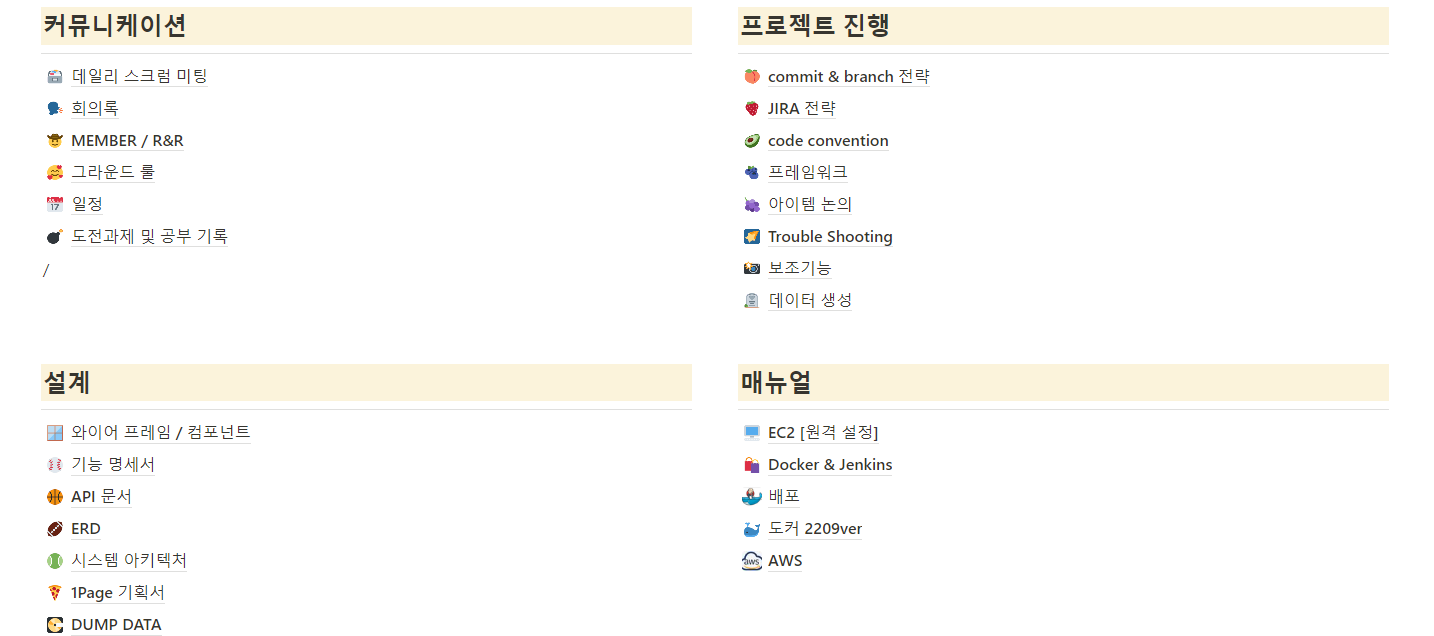 커뮤니케이션
데일리 스크럼 미팅
회의록
MEMBER / R&R
그라운드 룰
일정
도전과제 및 공부 기록
/
프로젝트 진행
commit & branch 전략
JIRA 전략
code convention
프레임워크
아이템 논의
Trouble Shooting
보조기능
데이터 생성
설계
와이어 프레임 / 컴포넌트
기능 명세서
API 문서
ERD
시스템 아키텍처
1Page 기획서
DUMP DATA
매뉴얼
EC2 [원격 설정]
Docker & Jenkins
배포
도커 2209ver
aws AWS